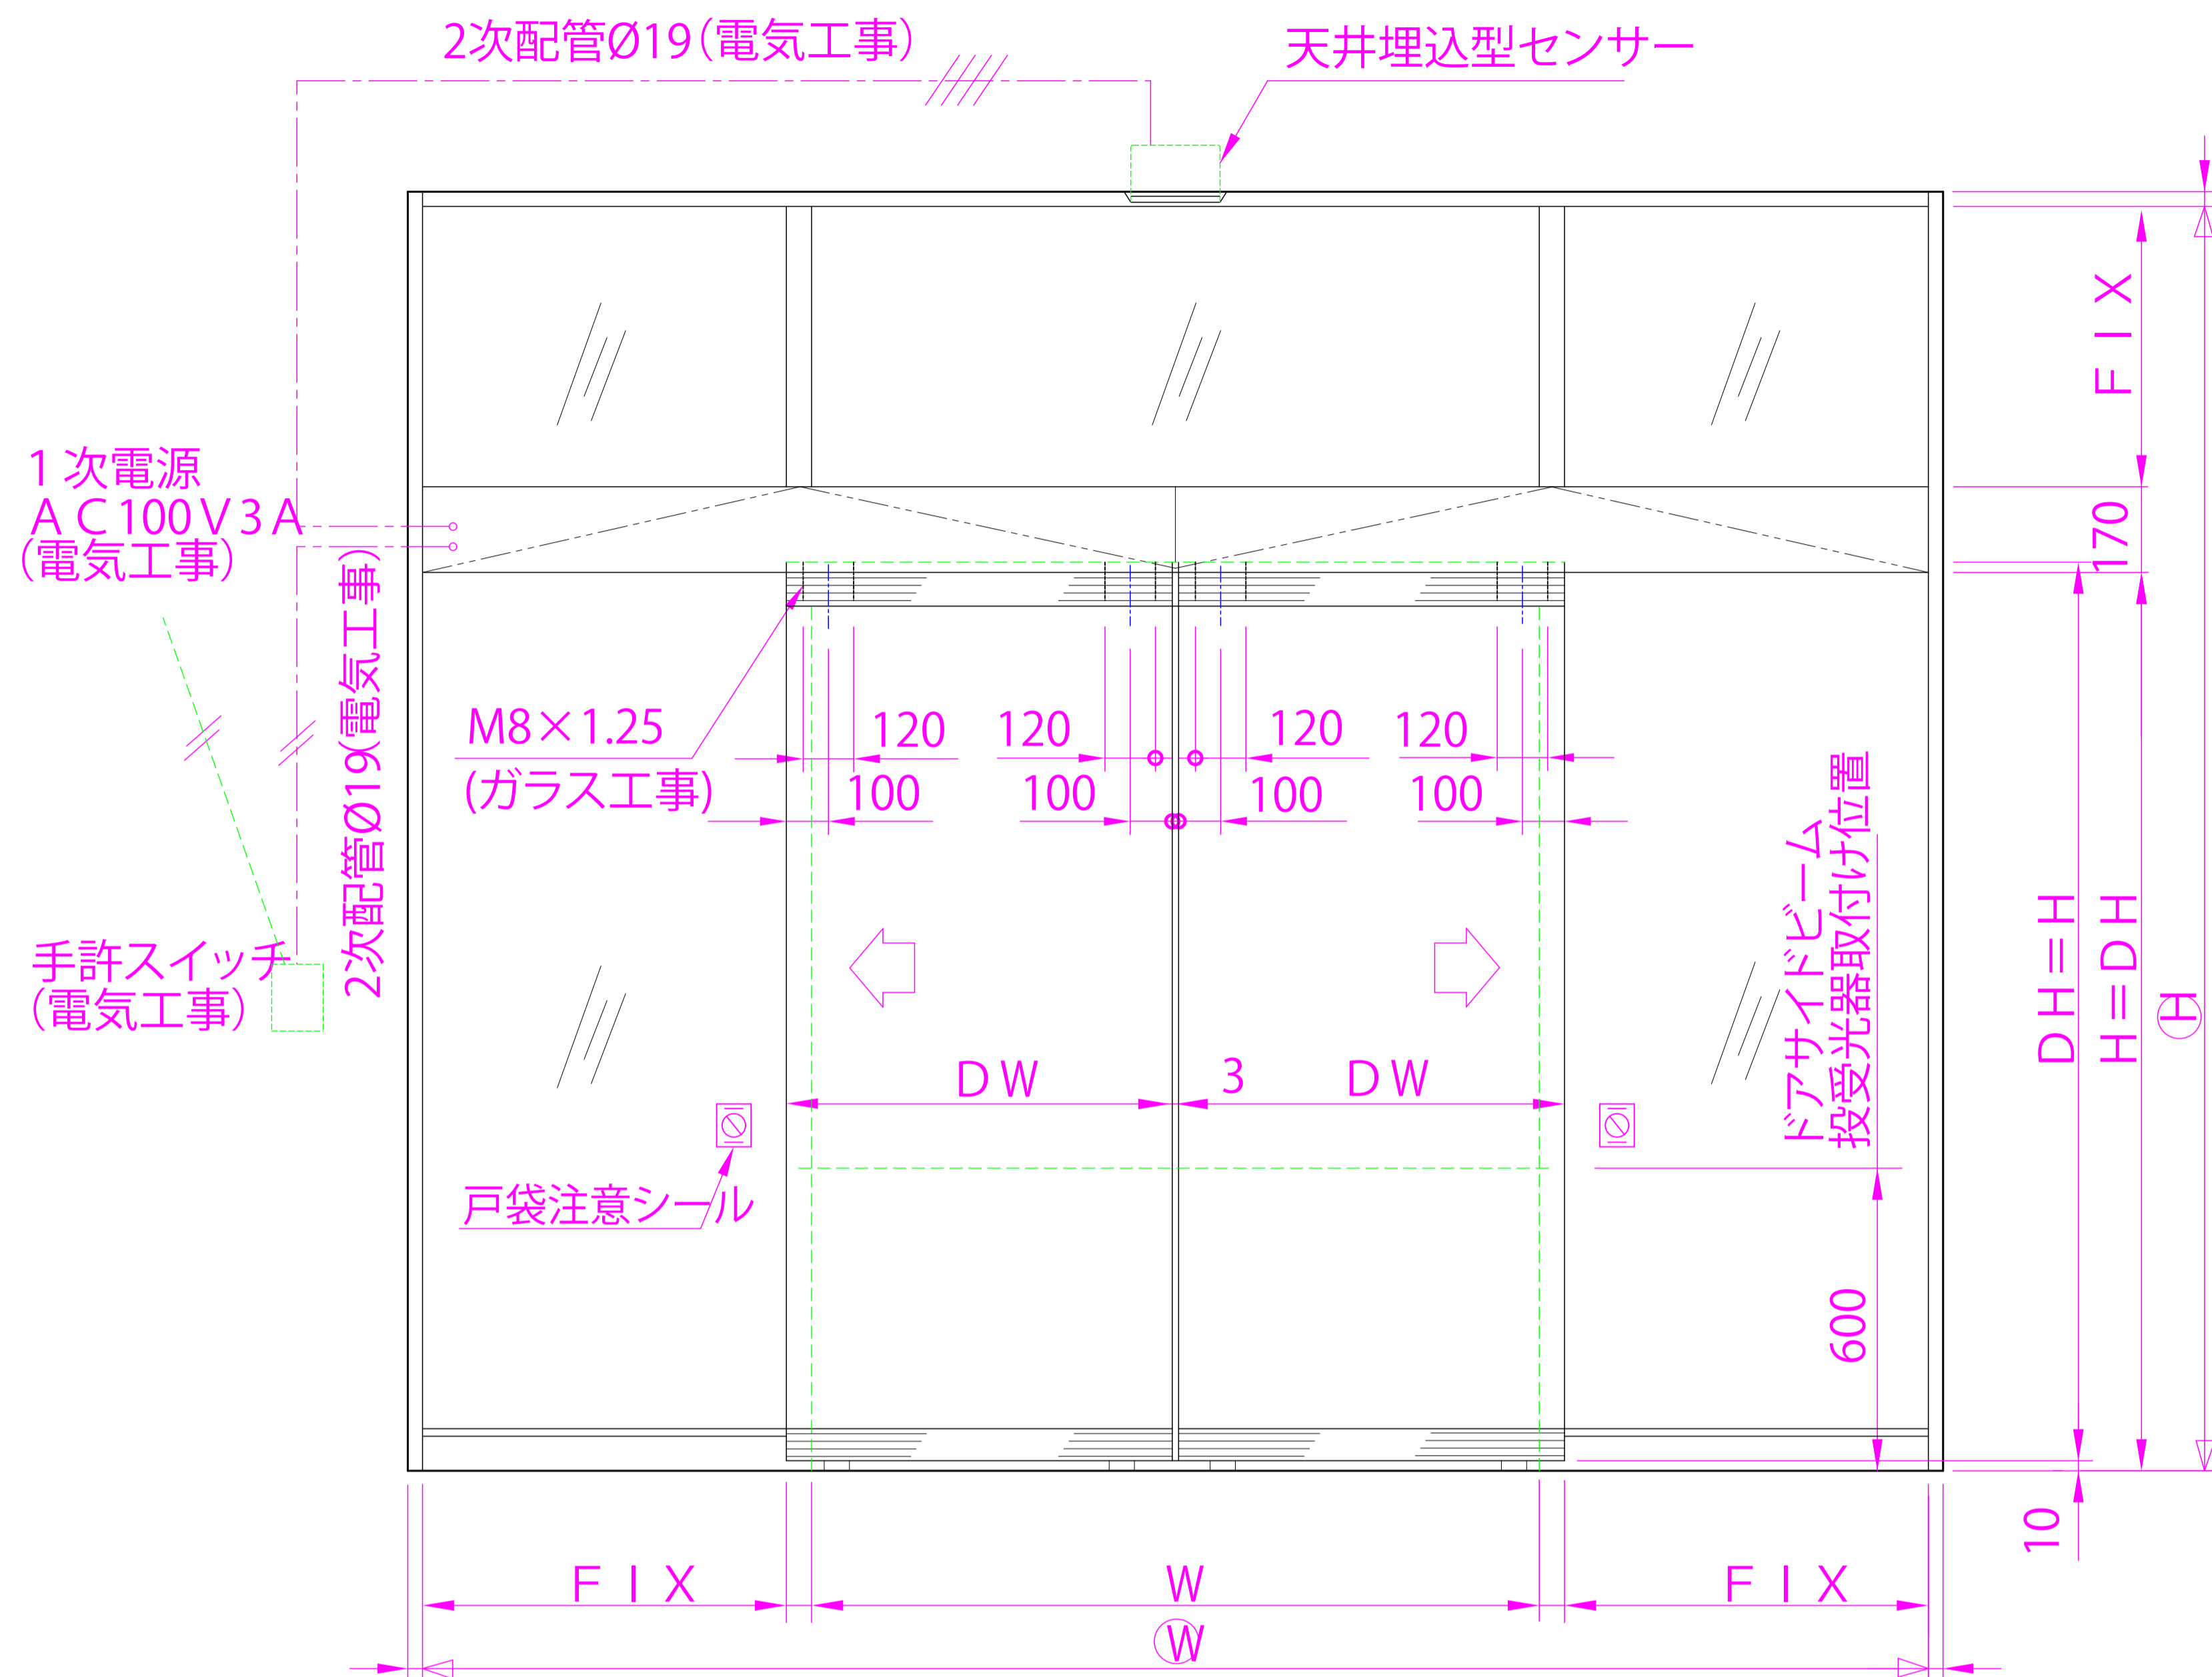 2次配管Ø19(電気工事)
天井埋込型センサー
1次電源
AC100V3A
(電気工事)
2次配管Ø19(電気工事)
手許スイッチ
(電気工事)
M8×1.25
(ガラス工事)
120
120
120
120
100
100
100
100
DW
3
DW
戸袋注意シール
ドアサイドビーム
投受光器取付け位置
600
FIX
170
DH=H
H=DH
H
10
FIX
W
FIX
W